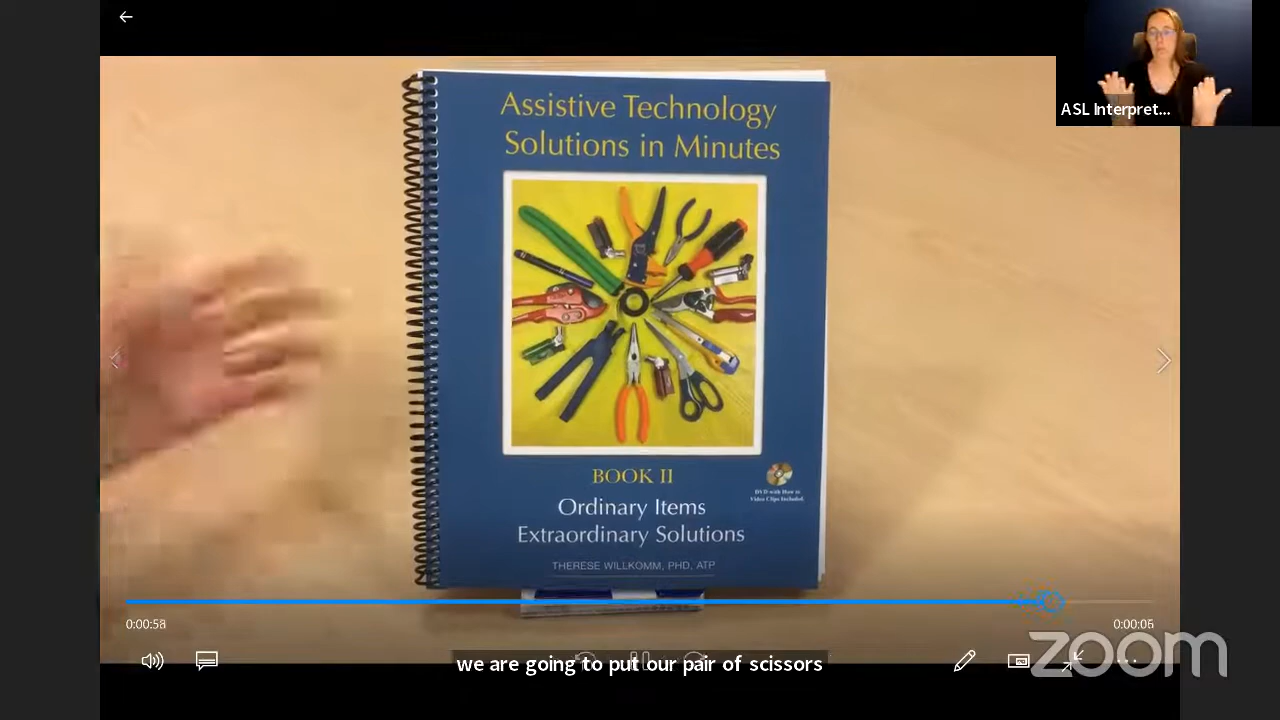 ASL Interpret...
Assistive Technology
Solutions in Minutes
BOOK II
DVD with How to
Video Clips Included.
Ordinary Items
Extraordinary Solutions
THERESE WILLKOMM, PHD, ATP
0:00:58
0:00:06
we are going to put our pair of scissors
zoom